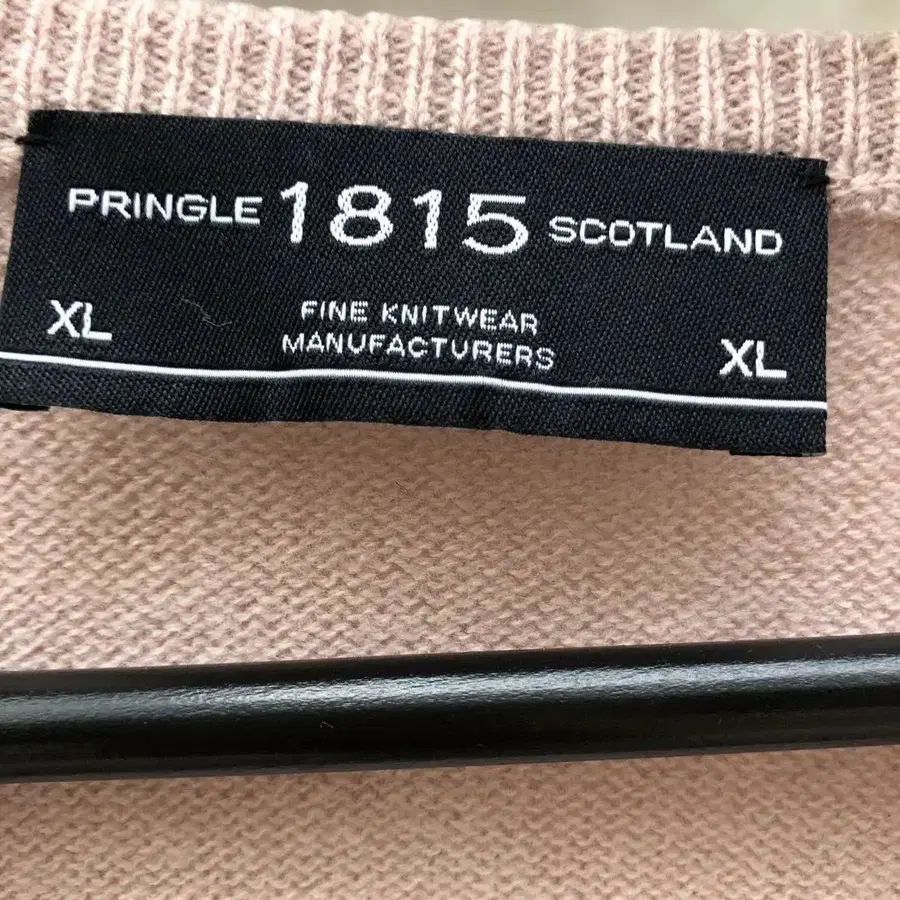 PRINGLE 1815 SCOTLAND
XL FINE KNITWEAR
MANUFACTURERS XL